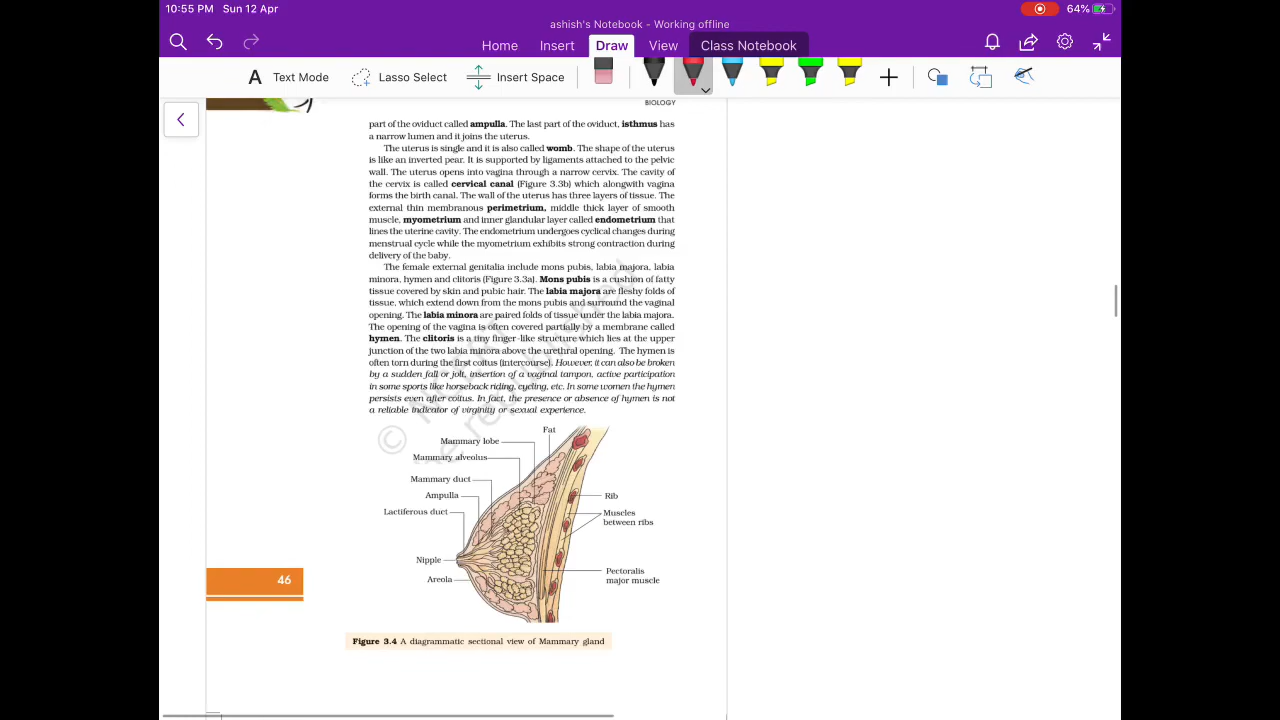 10:55 PM Sun 12 Apr
64%
ashish's Notebook - Working offline
Home Insert Draw View Class Notebook
A Text Mode Lasso Select Insert Space
BIOLOGY
part of the oviduct called ampulla. The last part of the oviduct, isthmus has
a narrow lumen and it joins the uterus.
The uterus is single and it is also called womb. The shape of the uterus
is like an inverted pear. It is supported by ligaments attached to the pelvic
wall. The uterus opens into vagina through a narrow cervix. The cavity of
the cervix is called cervical canal (Figure 3.3b) which alongwith vagina
forms the birth canal. The wall of the uterus has three layers of tissue. The
external thin membranous perimetrium, middle thick layer of smooth
muscle, myometrium and inner glandular layer called endometrium that
lines the uterine cavity. The endometrium undergoes cyclical changes during
menstrual cycle while the myometrium exhibits strong contraction during
delivery of the baby.
The female external genitalia include mons pubis, labia majora, labia
minora, hymen and clitoris (Figure 3.3a). Mons pubis is a cushion of fatty
tissue covered by skin and pubic hair. The labia majora are fleshy folds of
tissue, which extend down from the mons pubis and surround the vaginal
opening. The labia minora are paired folds of tissue under the labia majora.
The opening of the vagina is often covered partially by a membrane called
hymen. The clitoris is a tiny finger-like structure which lies at the upper
junction of the two labia minora above the urethral opening. The hymen is
often torn during the first coitus (intercourse). However, it can also be broken
by a sudden fall or jolt, insertion of a vaginal tampon, active participation
in some sports like horseback riding, cycling, etc. In some women the hymen
persists even after coitus. In fact, the presence or absence of hymen is not
a reliable indicator of virginity or sexual experience.
Fat
Mammary lobe
Mammary alveolus
Mammary duct
Ampulla
Lactiferous duct
Nipple
Areola
Rib
Muscles
between ribs
Pectoralis
major muscle
46
Figure 3.4 A diagrammatic sectional view of Mammary gland